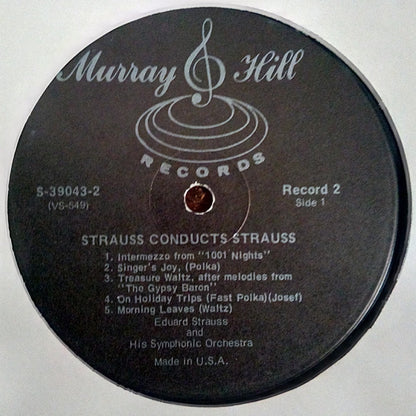 Murray Hill
RECORDS
S-39043-2
(VS-549)
Record 2
Side 1
STRAUSS CONDUCTS STRAUSS
1. Intermezzo from "1001 Nights"
2. Singer's Joy, (Polka)
3. Treasure Waltz, after melodies from
"The Gypsy Baron"
4. On Holiday Trips (Fast Polka)(Josef)
5. Morning Leaves (Waltz)
Eduard Strauss
and
His Symphonic Orchestra
Made in U.S.A.